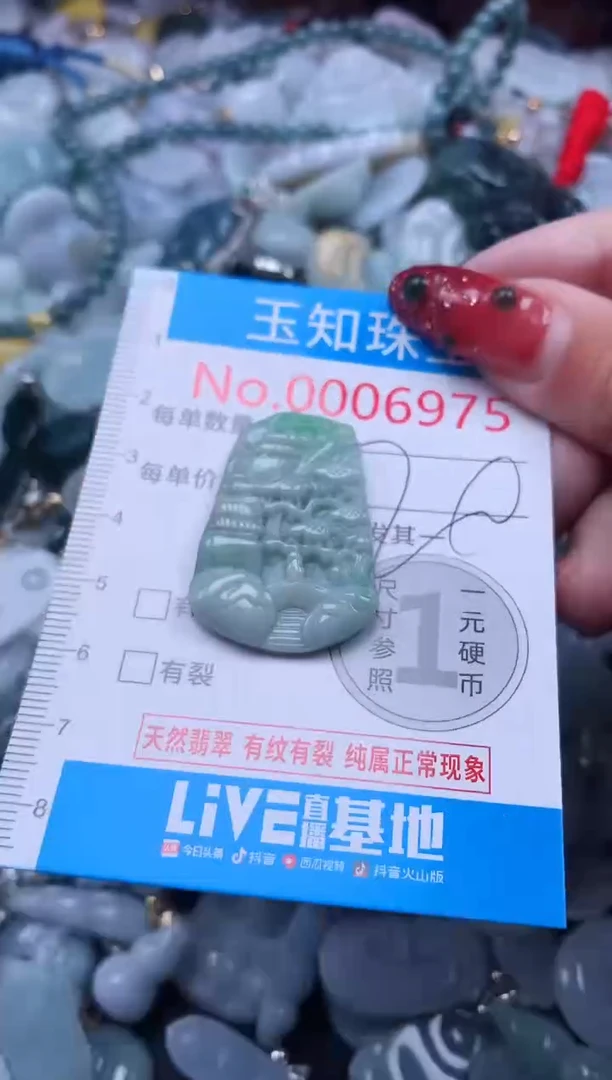 玉知珠
No.0006975
1
2
每单数量
3
每单价
4
发其一
5
尺寸参照
1
一元硬币
6
有裂
天然翡翠 有纹有裂 纯属正常现象
7
LiVE直播基地
8
今日头条 抖音 西瓜视频 抖音火山版